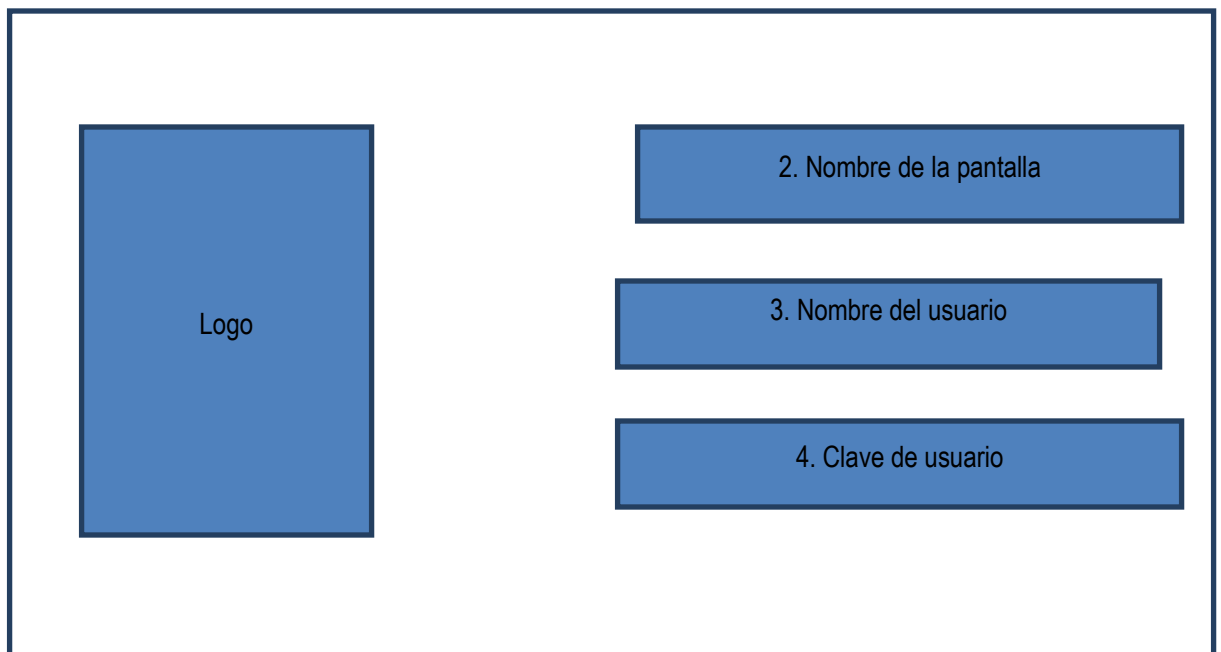 Logo
2. Nombre de la pantalla
3. Nombre del usuario
4. Clave de usuario